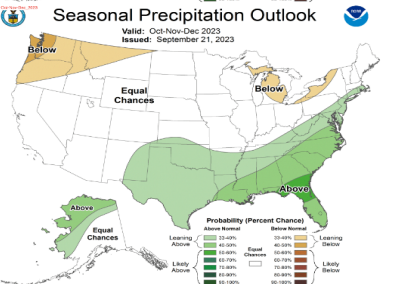 Seasonal Precipitation Outlook
Valid: Oct-Nov-Dec 2023
Issued: September 21, 2023
Below
Equal
Chances
Below
Above
Above
Equal
Chances
Probability (Percent Chance)
Above Normal
Below Normal
Leaning
Above
33-40%
40-50%
50-60%
Equal
Chances
33-40%
40-50%
50-60%
Leaning
Below
Likely
Above
60-70%
70-80%
80-90%
90-100%
60-70%
70-80%
80-90%
90-100%
Likely
Below